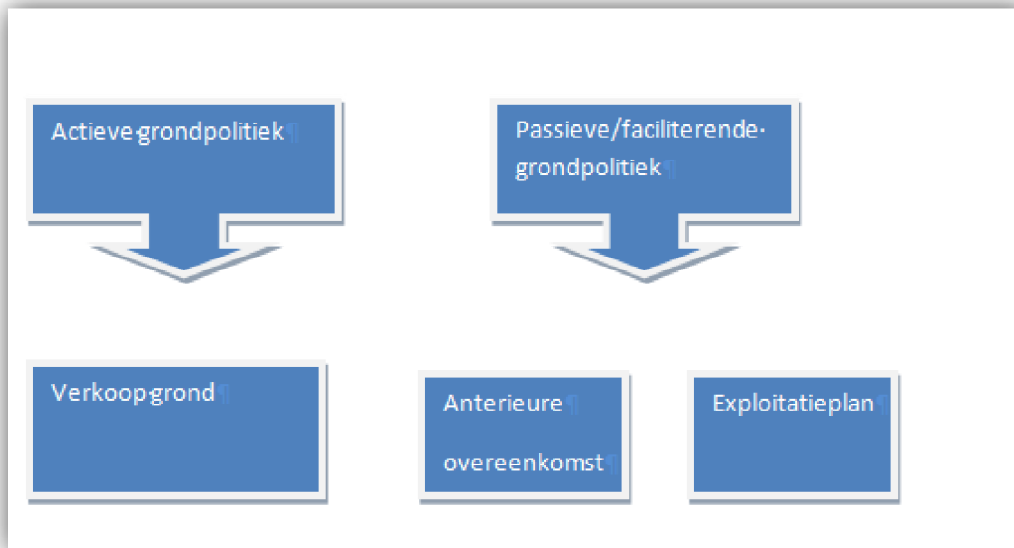 Actieve grondpolitiek¶
Passieve/faciliterende·
grondpolitiek¶
Verkoop·grond¶
Anterieure¶
overeenkomst¶
Exploitatieplan¶